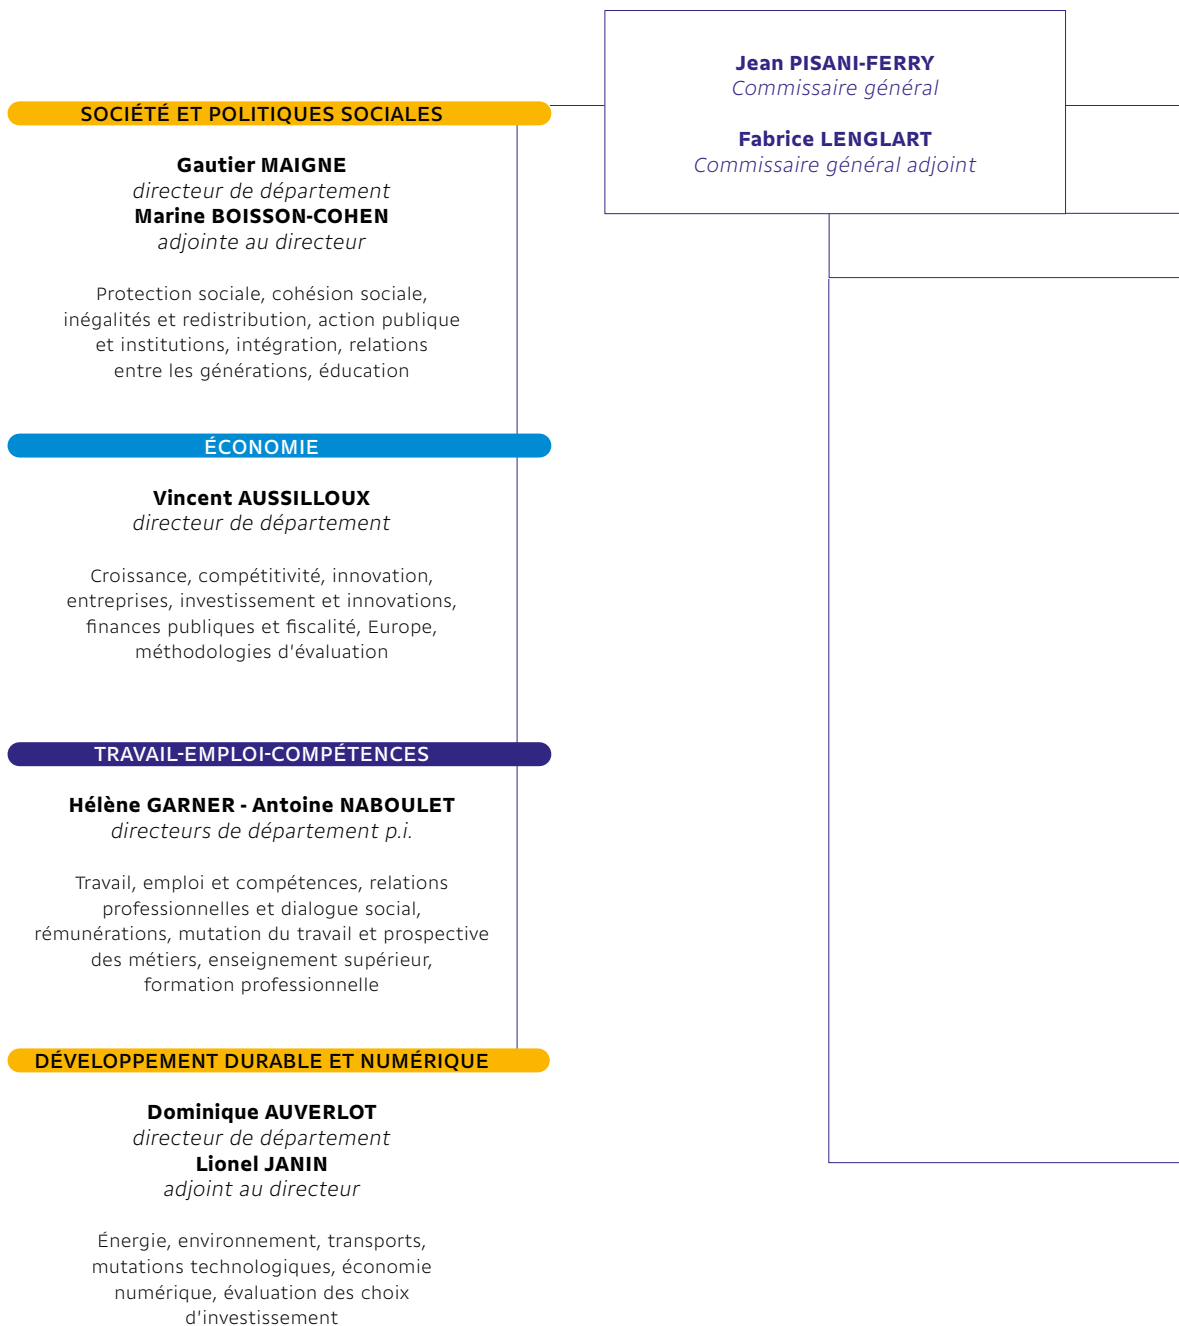 Jean PISANI-FERRY
Commissaire général
Fabrice LENGLART
Commissaire général adjoint
SOCIÉTÉ ET POLITIQUES SOCIALES
Gautier MAIGNE
directeur de département
Marine BOISSON-COHEN
adjointe au directeur
Protection sociale, cohésion sociale,
inégalités et redistribution, action publique
et institutions, intégration, relations
entre les générations, éducation
ÉCONOMIE
Vincent AUSSILLOUX
directeur de département
Croissance, compétitivité, innovation,
entreprises, investissement et innovations,
finances publiques et fiscalité, Europe,
méthodologies d'évaluation
TRAVAIL-EMPLOI-COMPÉTENCES
Hélène GARNER - Antoine NABOULET
directeurs de département p.i.
Travail, emploi et compétences, relations
professionnelles et dialogue social,
rémunérations, mutation du travail et prospective
des métiers, enseignement supérieur,
formation professionnelle
DÉVELOPPEMENT DURABLE ET NUMÉRIQUE
Dominique AUVERLOT
directeur de département
Lionel JANIN
adjoint au directeur
Énergie, environnement, transports,
mutations technologiques, économie
numérique, évaluation des choix
d'investissement